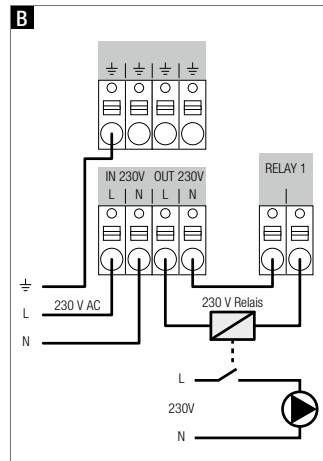 B
IN 230V OUT 230V
L N L N
RELAY 1
230 V AC
L
N
230 V Relais
L
230V
N